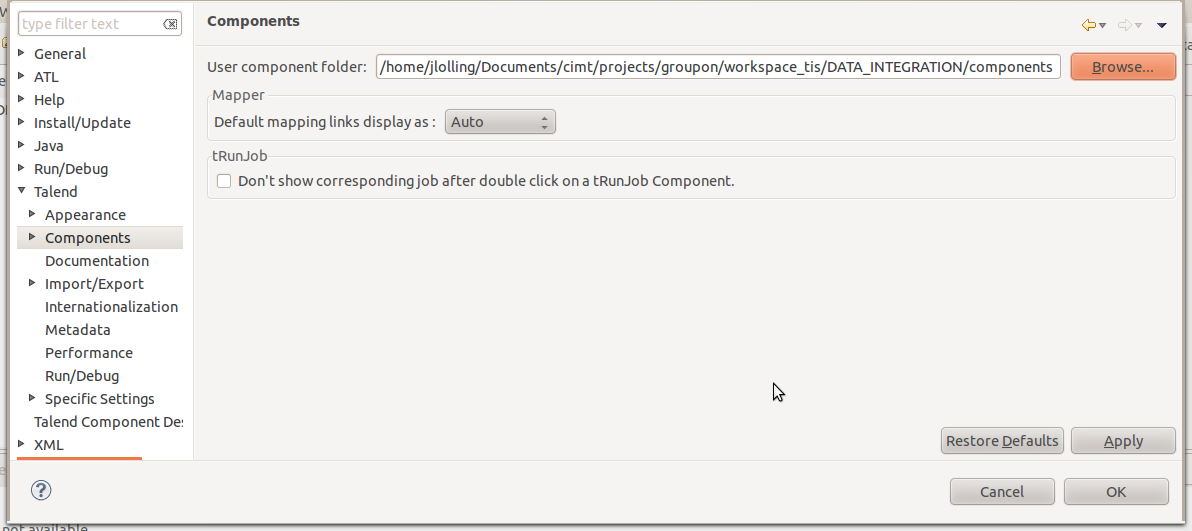 type filter text
General
ATL
Help
Install/Update
Java
Run/Debug
Talend
Appearance
Components
Documentation
Import/Export
Internationalization
Metadata
Performance
Run/Debug
Specific Settings
Talend Component
XML
Components
User component folder: /home/jlolling/Documents/cimt/projects/groupon/workspace_tis/DATA_INTEGRATION/components Browse...
Mapper
Default mapping links display as : Auto
tRunJob
Don't show corresponding job after double click on a tRunJob Component.
Restore Defaults Apply
Cancel OK
not available